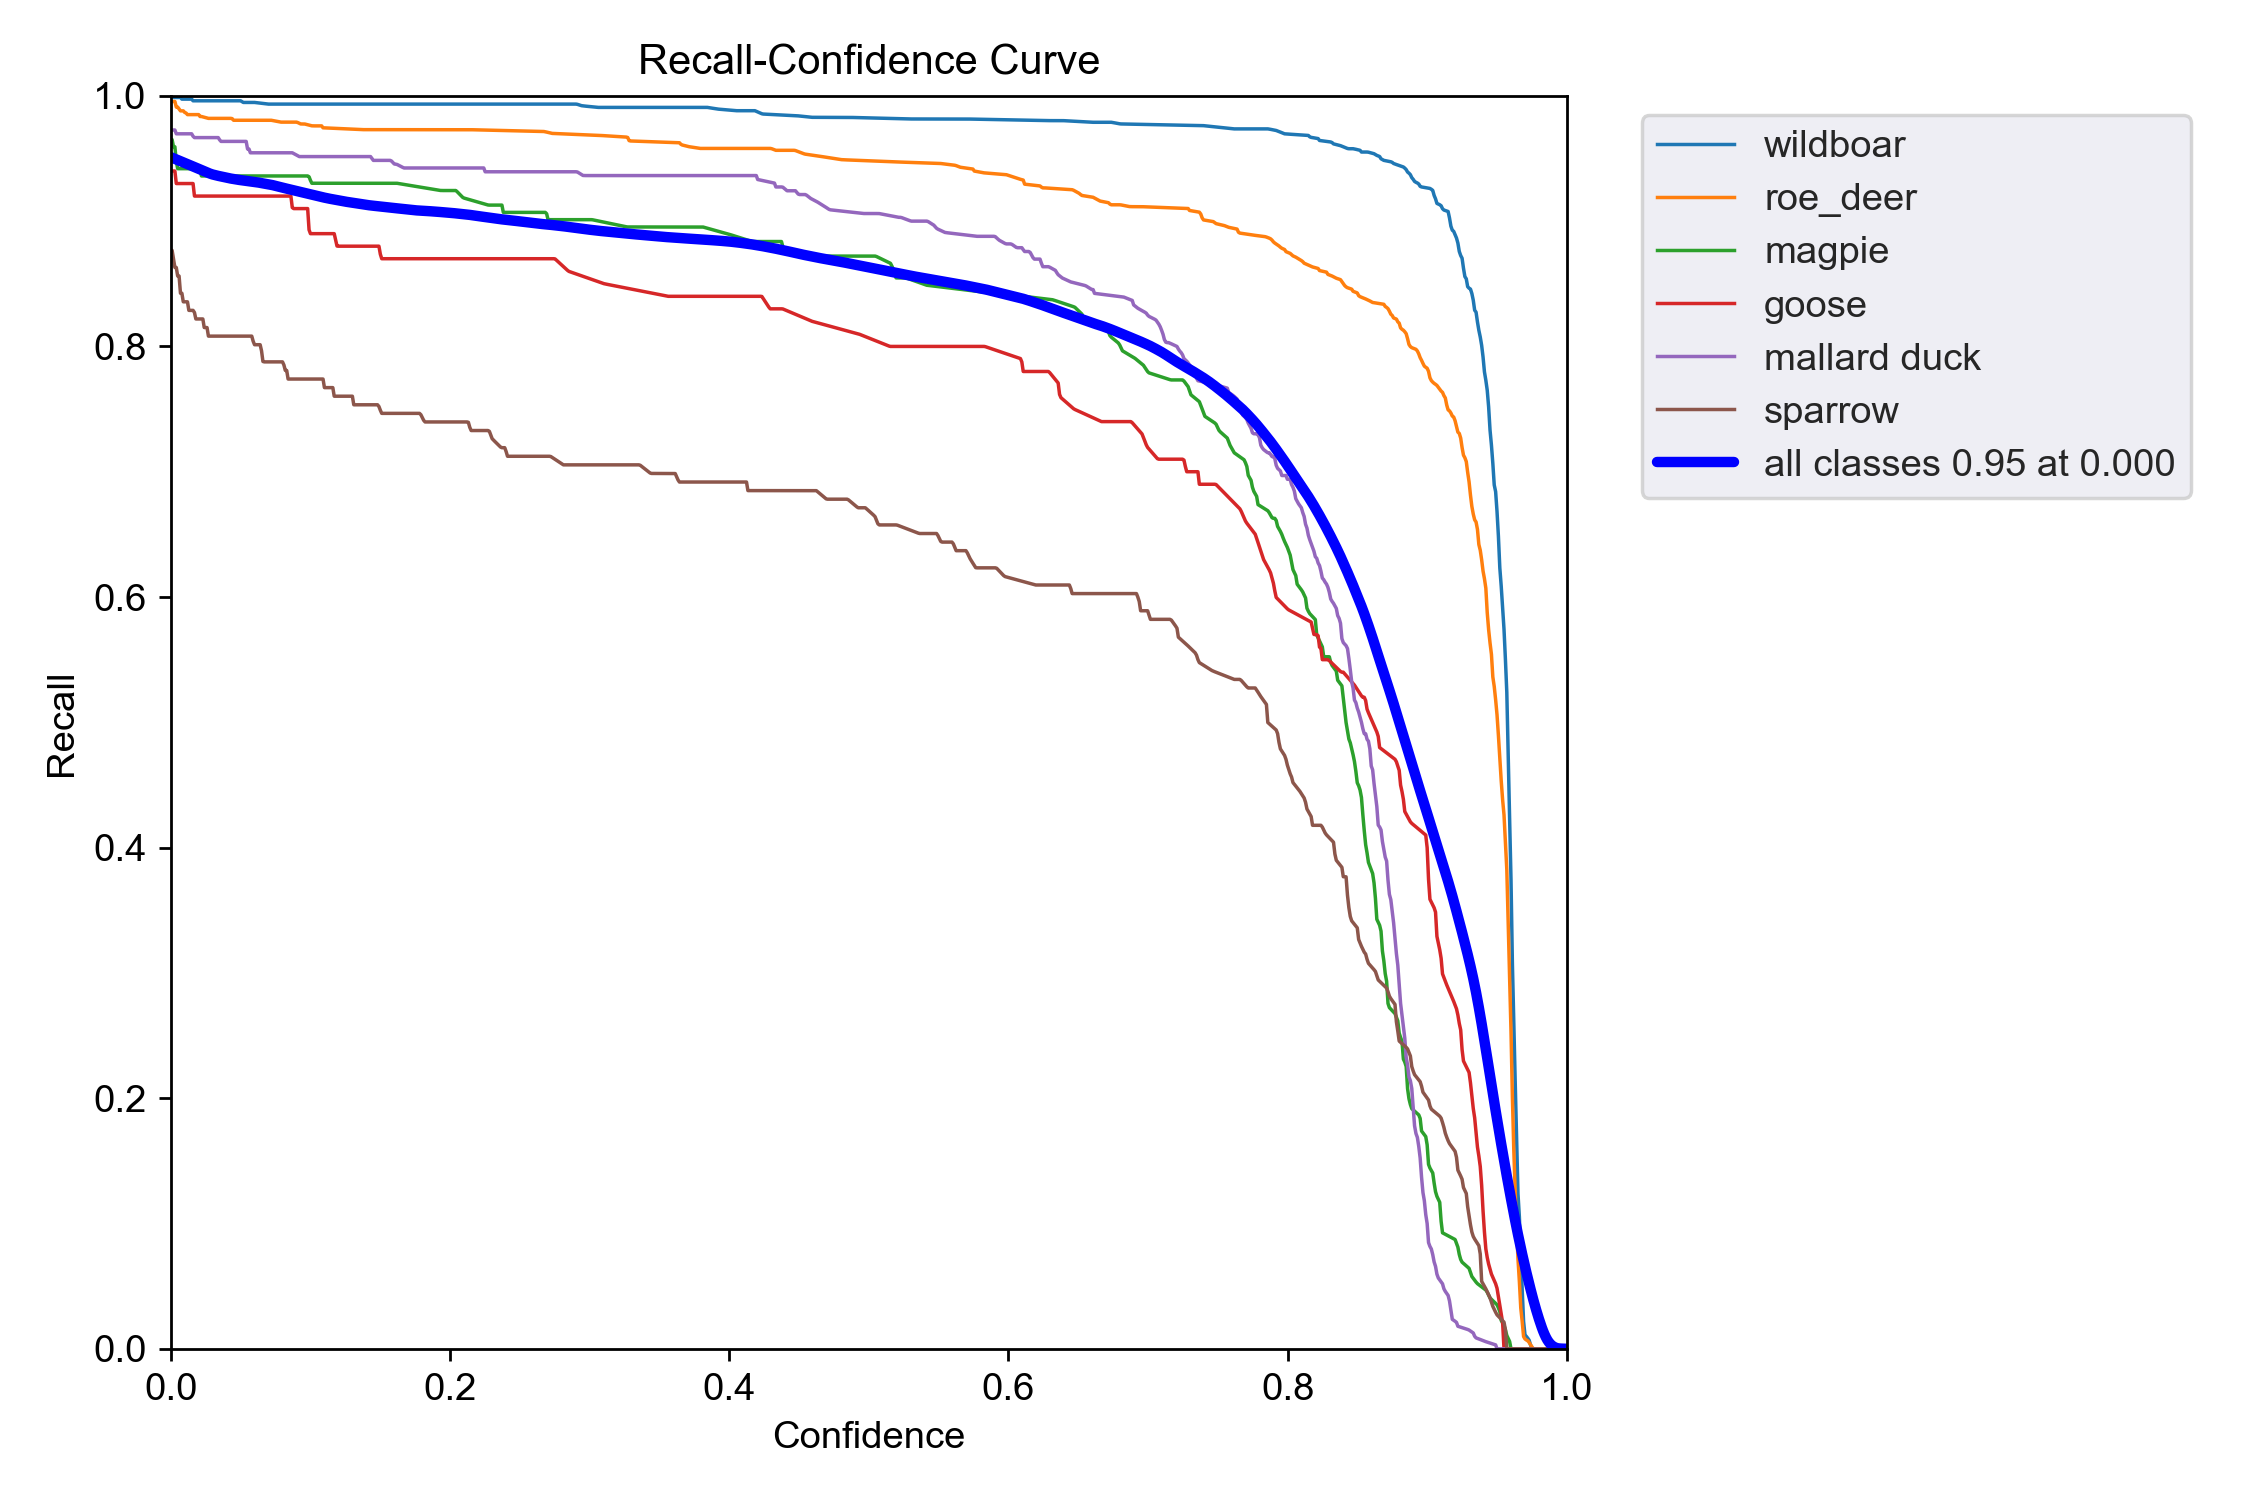 Recall-Confidence Curve
1.0
0.8
0.6
0.4
0.2
0.0
Recall
0.0 0.2 0.4 0.6 0.8 1.0
Confidence
wildboar
roe_deer
magpie
goose
mallard duck
sparrow
all classes 0.95 at 0.000